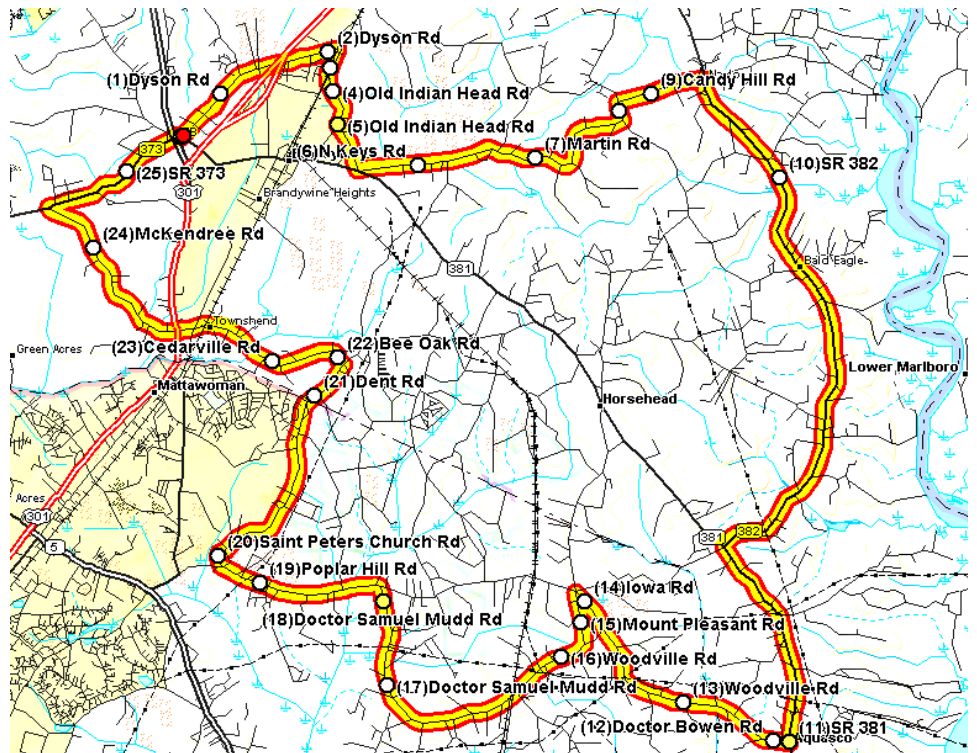 (2)Dyson Rd
(1)Dyson Rd
(9)Candy Hill Rd
(4)Old Indian Head Rd
(5)Old Indian Head Rd
373
(6)N Keys Rd
(7)Martin Rd
(25)SR 373
(10)SR 382
301
Brandywine Heights
(24)McKendree Rd
381
Bald Eagle
Townshend
Green Acres
(23)Cedarville Rd
(22)Bee Oak Rd
Lower Marlboro
Mattawoman
(21)Dent Rd
Horsehead
Acres
301
5
381
382
(20)Saint Peters Church Rd
(19)Poplar Hill Rd
(14)Iowa Rd
(18)Doctor Samuel Mudd Rd
(15)Mount Pleasant Rd
(16)Woodville Rd
(17)Doctor Samuel Mudd Rd
(13)Woodville Rd
(12)Doctor Bowen Rd
(11)SR 381
Aquasco